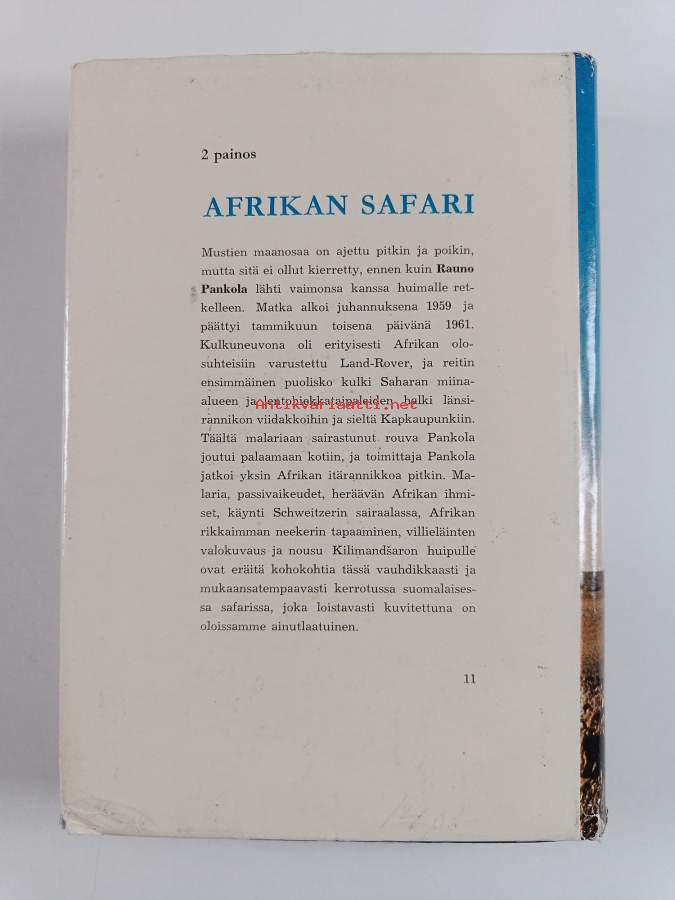 2 painos
AFRIKAN SAFARI
Mustien maanosaa on ajettu pitkin ja poikin,
mutta sitä ei ollut kierretty, ennen kuin Rauno
Pankola lähti vaimonsa kanssa huimalle ret-
kelleen. Matka alkoi juhannuksena 1959 ja
päättyi tammikuun toisena päivänä 1961.
Kulkuneuvona oli erityisesti Afrikan olo-
suhteisiin varustettu Land-Rover, ja reitin
ensimmäinen puolisko kulki Saharan miina-
alueen ja lentohiekkataipaleiden halki länsi-
Antikvariaatti.net
rannikon viidakkoihin ja sieltä Kapkaupunkiin.
Täältä malariaan sairastunut rouva Pankola
joutui palaamaan kotiin, ja toimittaja Pankola
jatkoi yksin Afrikan itärannikkoa pitkin. Ma-
laria, passivaikeudet, heräävän Afrikan ihmi-
set, käynti Schweitzerin sairaalassa, Afrikan
rikkaimman neekerin tapaaminen, villieläinten
valokuvaus ja nousu Kilimandšaron huipulle
ovat eräitä kohokohtia tässä vauhdikkaasti ja
mukaansatempaavasti kerrotussa suomalaises-
sa safarissa, joka loistavasti kuvitettuna on
oloissamme ainutlaatuinen.
11